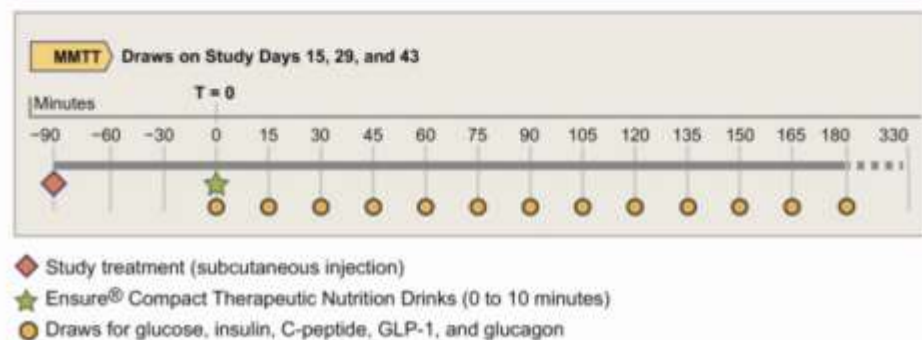 MMTT Draws on Study Days 15, 29, and 43
T = 0
Minutes
−90 −60 −30 0 15 30 45 60 75 90 105 120 135 150 165 180 330
Study treatment (subcutaneous injection)
Ensure® Compact Therapeutic Nutrition Drinks (0 to 10 minutes)
Draws for glucose, insulin, C-peptide, GLP-1, and glucagon